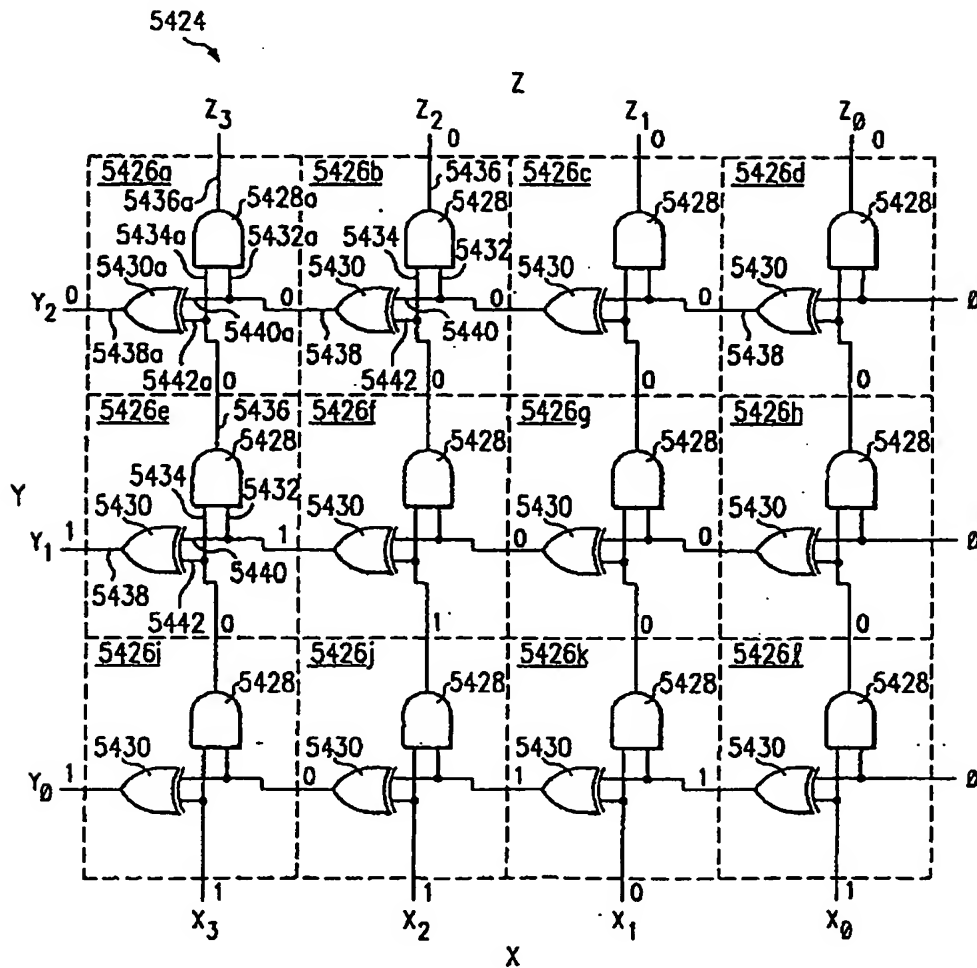 5424
Z
Z3 Z2 0 Z1 0 Z0 0
5426a 5426b 5426c 5426d
5436a 5428a 5436 5428 5428 5428
5434a 5432a 5434 5432
5430a 5430 5430 5430
Y2 0 0 0 0 0
5440a 5440
5438a 5438 5438
5442a 5442
0 0 0 0
5426e 5426f 5426g 5426h
5436
5428 5428 5428 5428
Y
5434 5432
5430 5430 5430 5430
Y1 1 1 0 0 0
5440
5438
5442 0 1 0 0
5426i 5426j 5426k 5426l
5428 5428 5428 5428
5430 5430 5430 5430
Y0 1 0 1 1 0
1 1 0 1
X3 X2 X1 X0
X